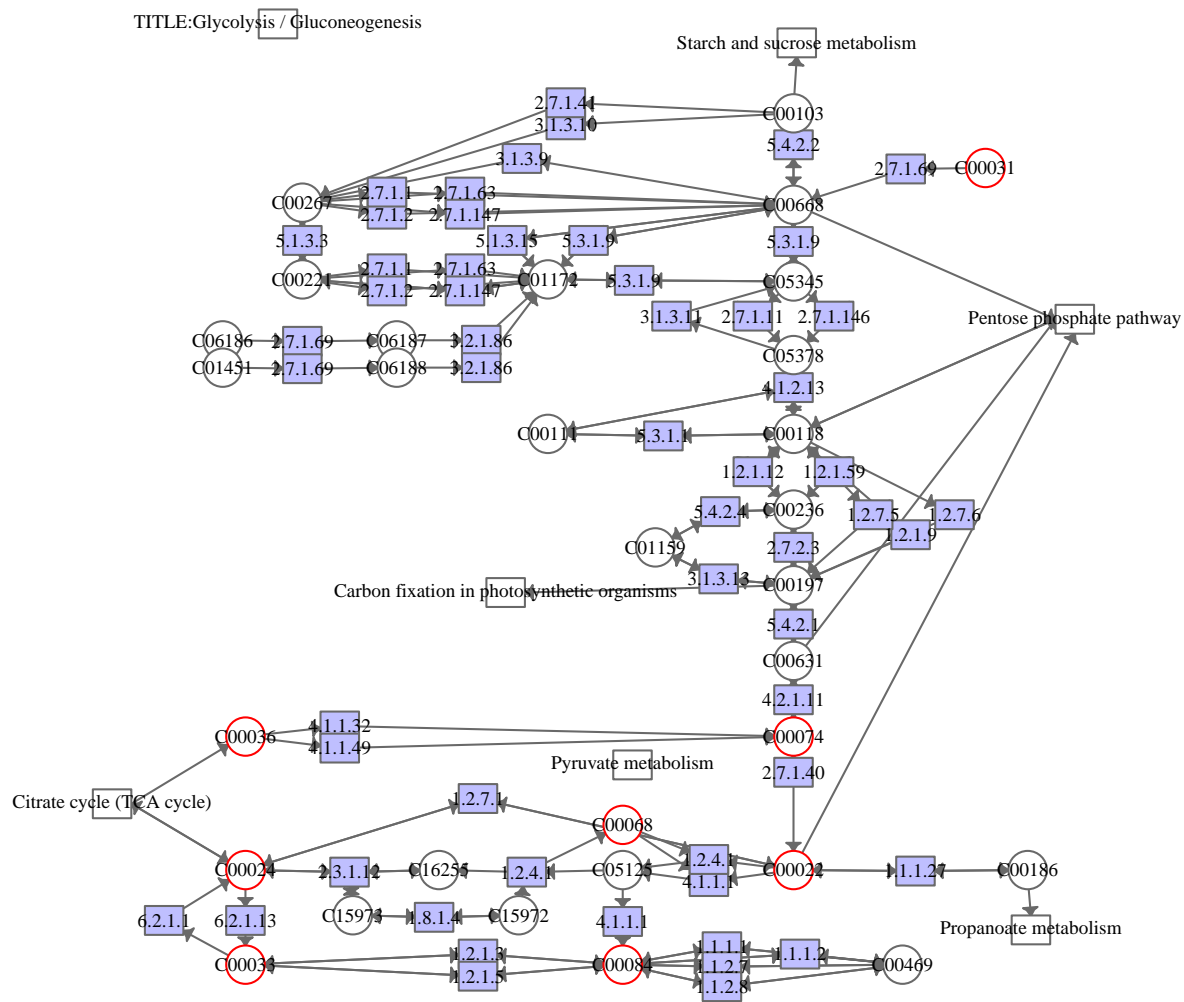 TITLE:Glycolysis / Gluconeogenesis
Starch and sucrose metabolism
2.7.1.41
C00103
3.1.3.10
5.4.2.2
3.1.3.9
2.7.1.69
C00031
2.7.1.1
2.7.1.63
C00267
C00668
2.7.1.2
2.7.1.147
5.1.3.3
5.1.3.15
5.3.1.9
5.3.1.9
2.7.1.1
2.7.1.63
C00221
C01172
5.3.1.9
C05345
2.7.1.2
2.7.1.147
3.1.3.11
2.7.1.11
2.7.1.146
Pentose phosphate pathway
C06186
2.7.1.69
C06187
3.2.1.86
C05378
C01451
2.7.1.69
C06188
3.2.1.86
4.1.2.13
C00111
5.3.1.1
C00118
1.2.1.12
1.2.1.59
5.4.2.4
C00236
1.2.7.5
1.2.7.6
1.2.1.9
C01159
2.7.2.3
3.1.3.13
C00197
Carbon fixation in photosynthetic organisms
5.4.2.1
C00631
4.2.1.11
4.1.1.32
C00036
C00074
4.1.1.49
Pyruvate metabolism
2.7.1.40
Citrate cycle (TCA cycle)
1.2.7.1
C00068
1.2.4.1
C00024
2.3.1.12
C16255
1.2.4.1
C05125
C00022
1.1.1.27
C00186
4.1.1.1
6.2.1.1
6.2.1.13
C15973
1.8.1.4
C15972
4.1.1.1
Propanoate metabolism
1.2.1.3
1.1.1.1
1.1.1.2
C00033
C00084
1.1.2.7
C00469
1.2.1.5
1.1.2.8